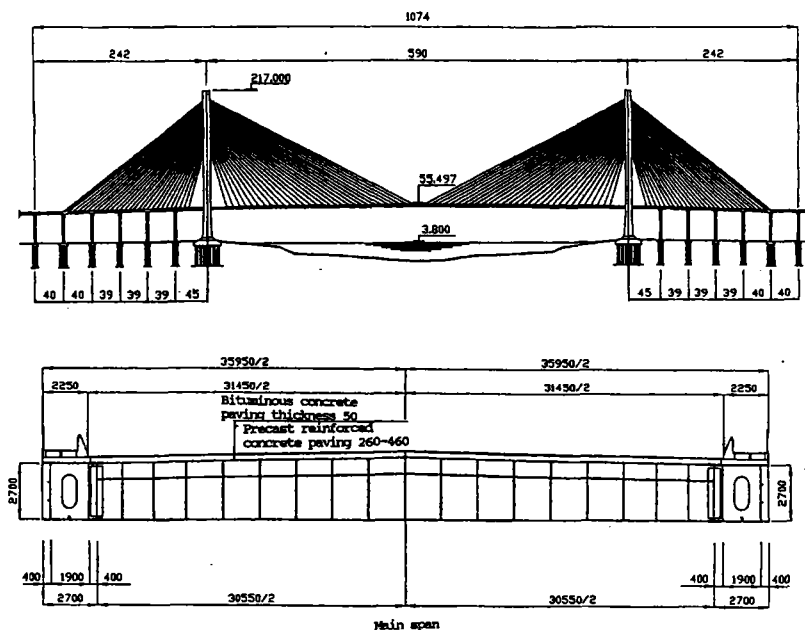 1074
242 590 242
217.000
55.497
3.800
40 40 39 39 39 45 45 39 39 39 40 40
35950/2 35950/2
2250 31450/2 31450/2 2250
Bituminous concrete
paving thickness 50
Precast reinforced
concrete paving 260-460
2700 2700
400 1900 400 400 1900 400
2700 30550/2 30550/2 2700
Main span